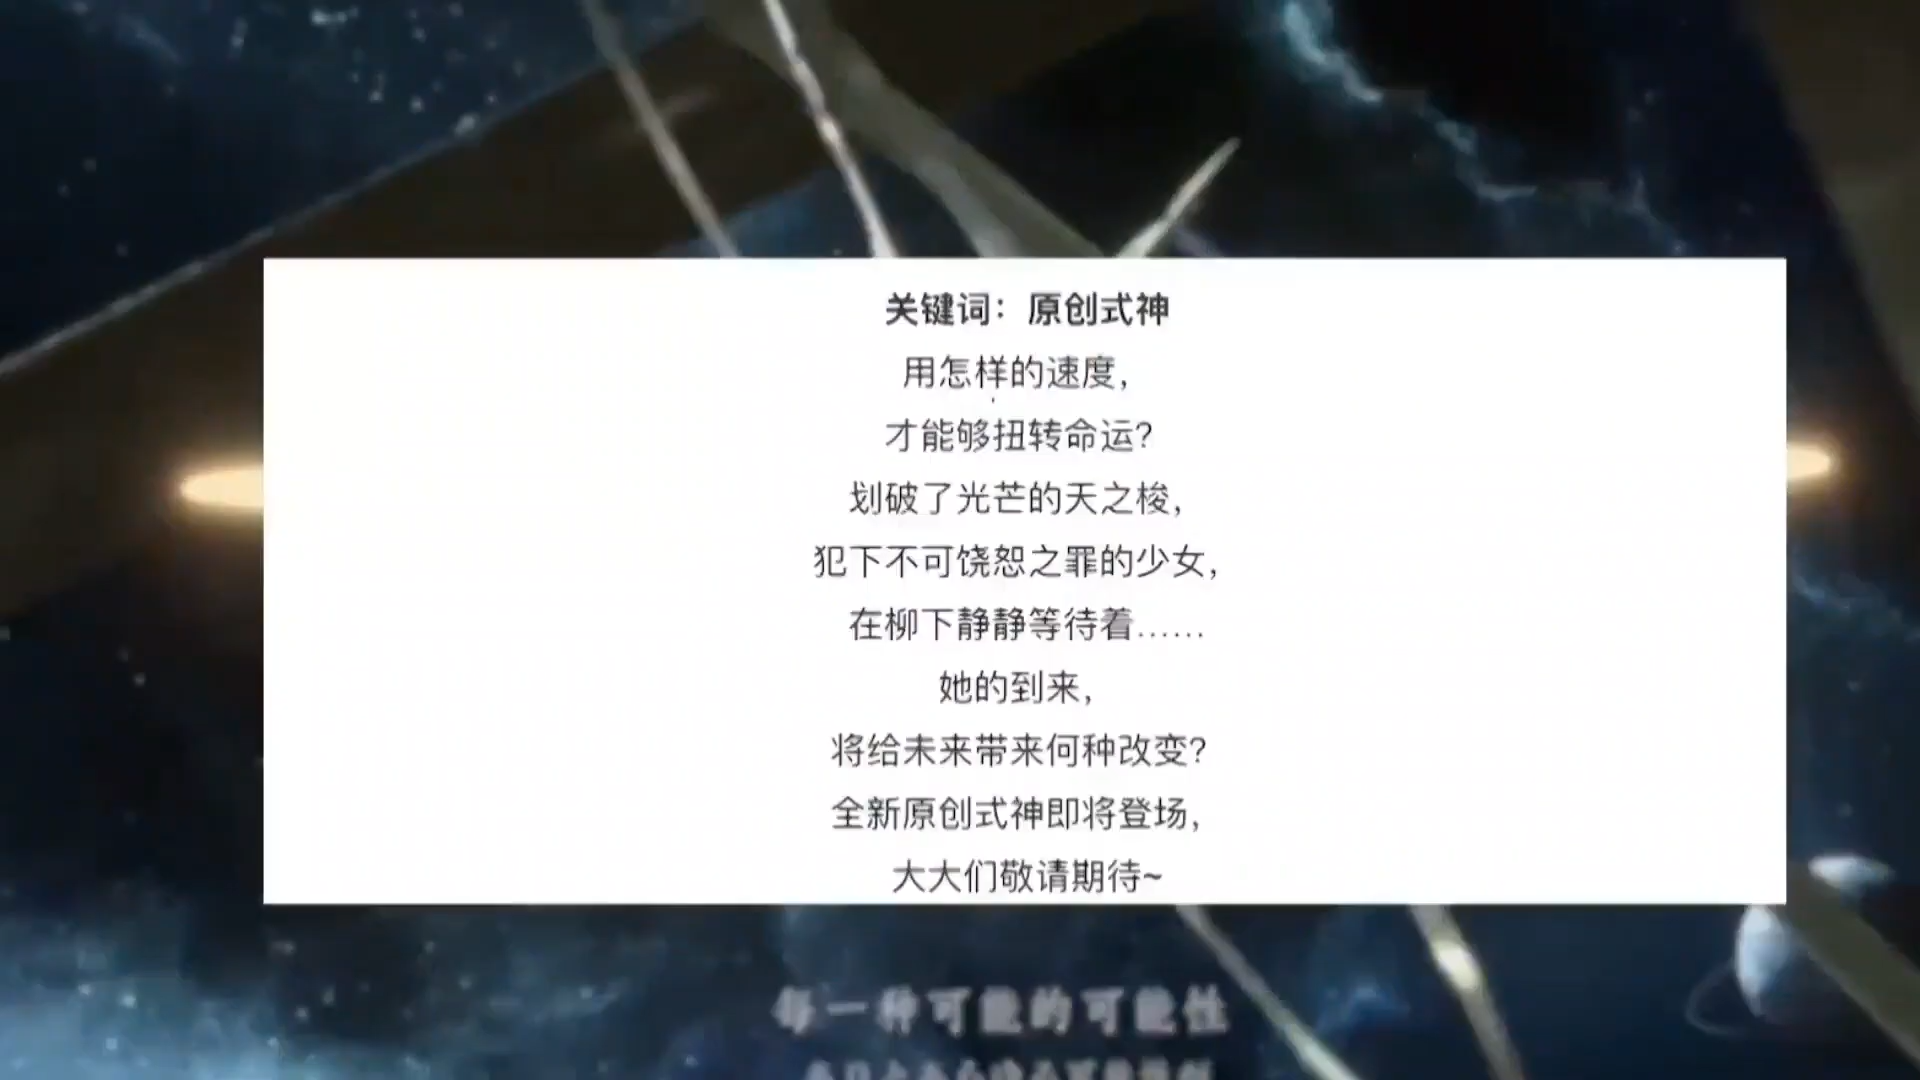 关键词：原创式神
用怎样的速度，
才能够扭转命运？
划破了光芒的天之梭，
犯下不可饶恕之罪的少女，
在柳下静静等待着……
她的到来，
将给未来带来何种改变？
全新原创式神即将登场，
大大们敬请期待~
每一种可能的可能性